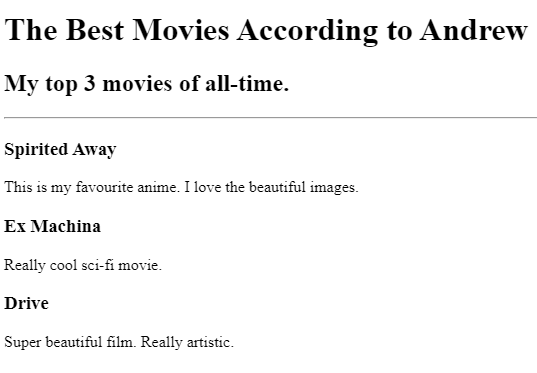 The Best Movies According to Andrew
My top 3 movies of all-time.
Spirited Away
This is my favourite anime. I love the beautiful images.
Ex Machina
Really cool sci-fi movie.
Drive
Super beautiful film. Really artistic.